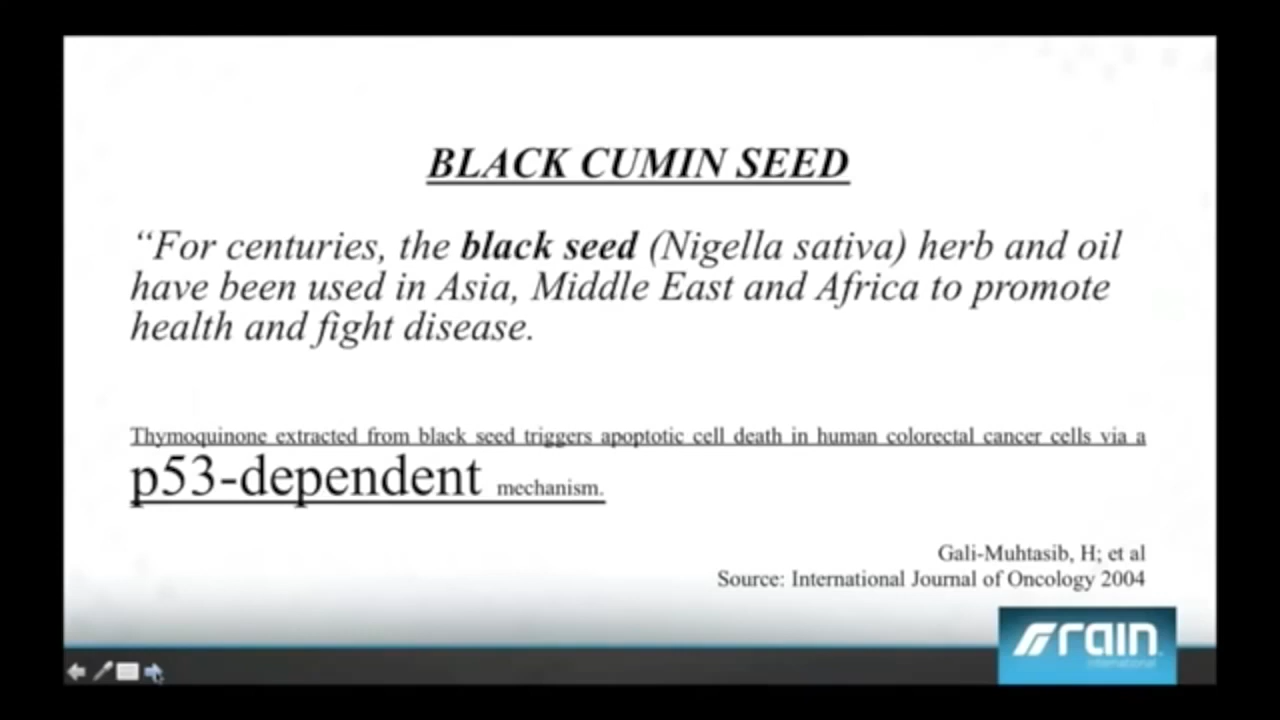 BLACK CUMIN SEED
“For centuries, the black seed (Nigella sativa) herb and oil
have been used in Asia, Middle East and Africa to promote
health and fight disease.
Thymoquinone extracted from black seed triggers apoptotic cell death in human colorectal cancer cells via a
p53-dependent mechanism.
Gali-Muhtasib, H; et al
Source: International Journal of Oncology 2004
rain
international